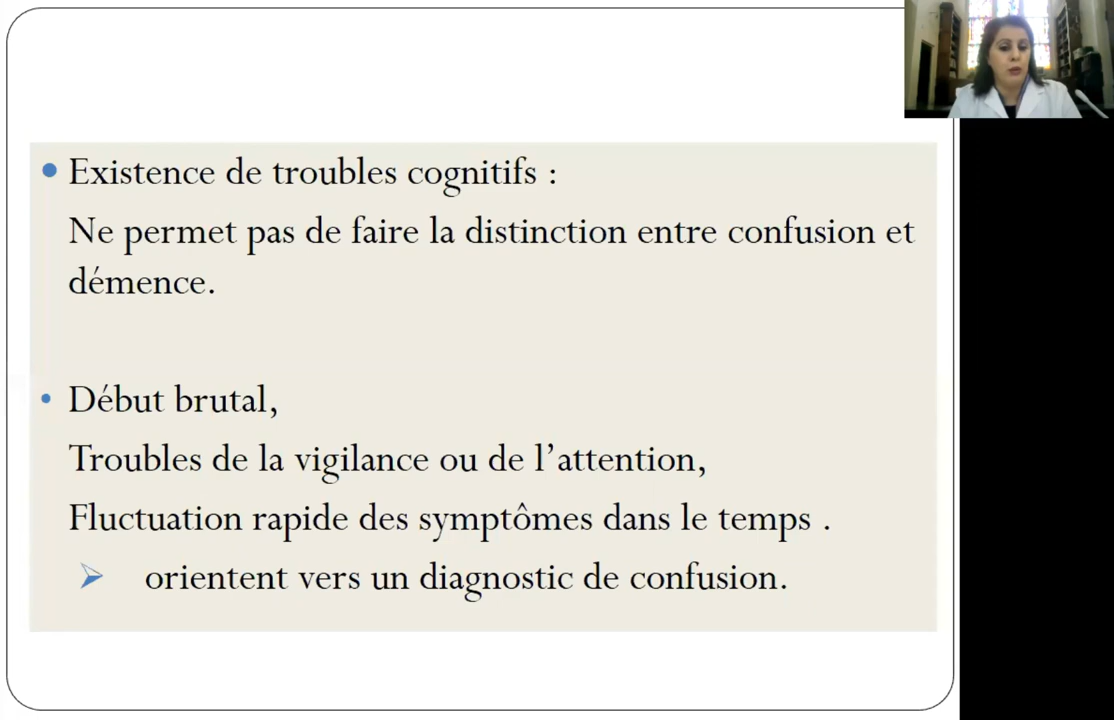 Existence de troubles cognitifs :
Ne permet pas de faire la distinction entre confusion et
démence.
Début brutal,
Troubles de la vigilance ou de l’attention,
Fluctuation rapide des symptômes dans le temps .
orientent vers un diagnostic de confusion.